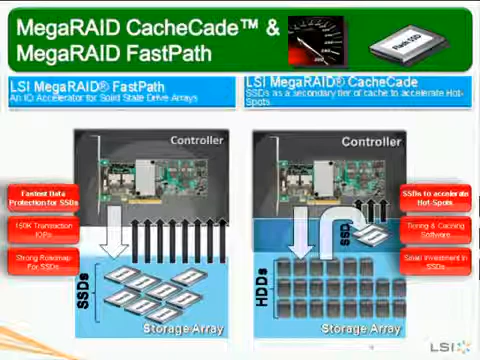 MegaRAID CacheCade™ &
MegaRAID FastPath
Flash SSD
LSI MegaRAID® FastPath
An IO Accelerator for Solid State Drive Arrays
LSI MegaRAID® CacheCade
SSDs as a secondary tier of cache to accelerate Hot-
Spots
Controller
Fastest Data
Protection for SSDs
150K Transaction
IOPs
Strong Roadmap
For SSDs
SSDs
Storage Array
Controller
SSDs to accelerate
Hot-Spots
Tiering & Caching
Software
Small Investment in
SSDs
SSD
HDDs
Storage Array
LSI